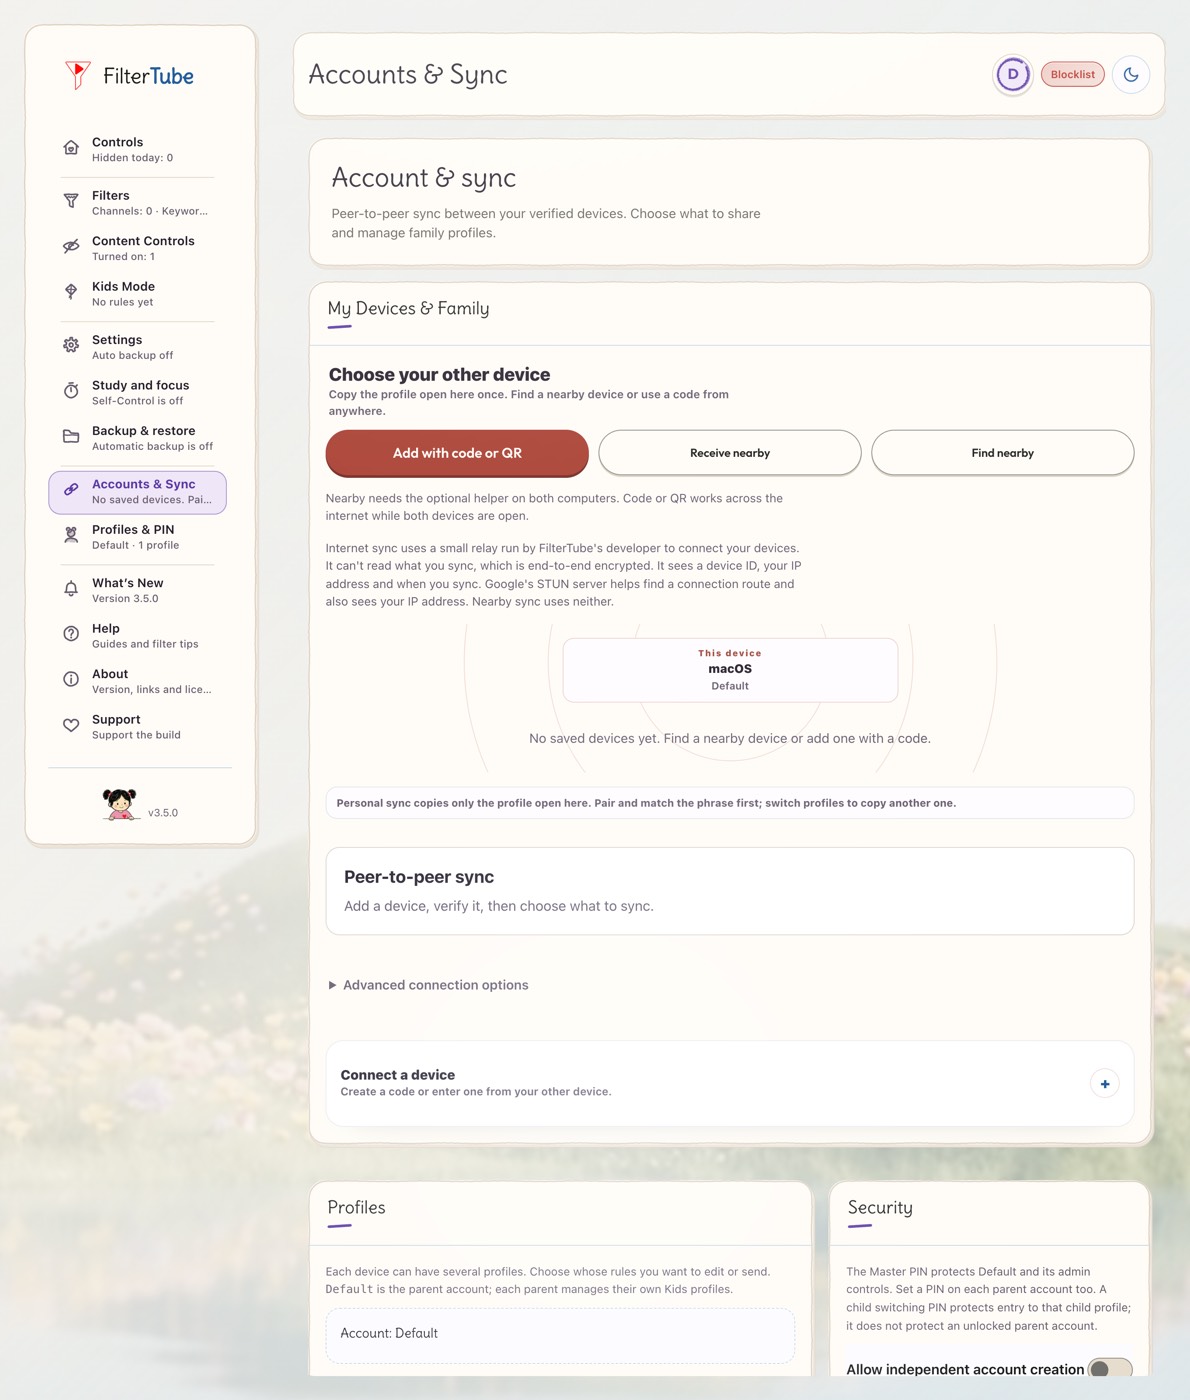 FilterTube
Controls
Hidden today: 0
Filters
Channels: 0 · Keywor...
Content Controls
Turned on: 1
Kids Mode
No rules yet
Settings
Auto backup off
Study and focus
Self-Control is off
Backup & restore
Automatic backup is off
Accounts & Sync
No saved devices. Pai...
Profiles & PIN
Default · 1 profile
What's New
Version 3.5.0
Help
Guides and filter tips
About
Version, links and lice...
Support
Support the build
v3.5.0
Accounts & Sync
D
Blocklist
Account & sync
Peer-to-peer sync between your verified devices. Choose what to share
and manage family profiles.
My Devices & Family
Choose your other device
Copy the profile open here once. Find a nearby device or use a code from
anywhere.
Add with code or QR
Receive nearby
Find nearby
Nearby needs the optional helper on both computers. Code or QR works across the
internet while both devices are open.
Internet sync uses a small relay run by FilterTube's developer to connect your devices.
It can't read what you sync, which is end-to-end encrypted. It sees a device ID, your IP
address and when you sync. Google's STUN server helps find a connection route and
also sees your IP address. Nearby sync uses neither.
This device
macOS
Default
No saved devices yet. Find a nearby device or add one with a code.
Personal sync copies only the profile open here. Pair and match the phrase first; switch profiles to copy another one.
Peer-to-peer sync
Add a device, verify it, then choose what to sync.
Advanced connection options
Connect a device
Create a code or enter one from your other device.
+
Profiles
Each device can have several profiles. Choose whose rules you want to edit or send.
Default is the parent account; each parent manages their own Kids profiles.
Account: Default
Security
The Master PIN protects Default and its admin
controls. Set a PIN on each parent account too. A
child switching PIN protects entry to that child profile;
it does not protect an unlocked parent account.
Allow independent account creation